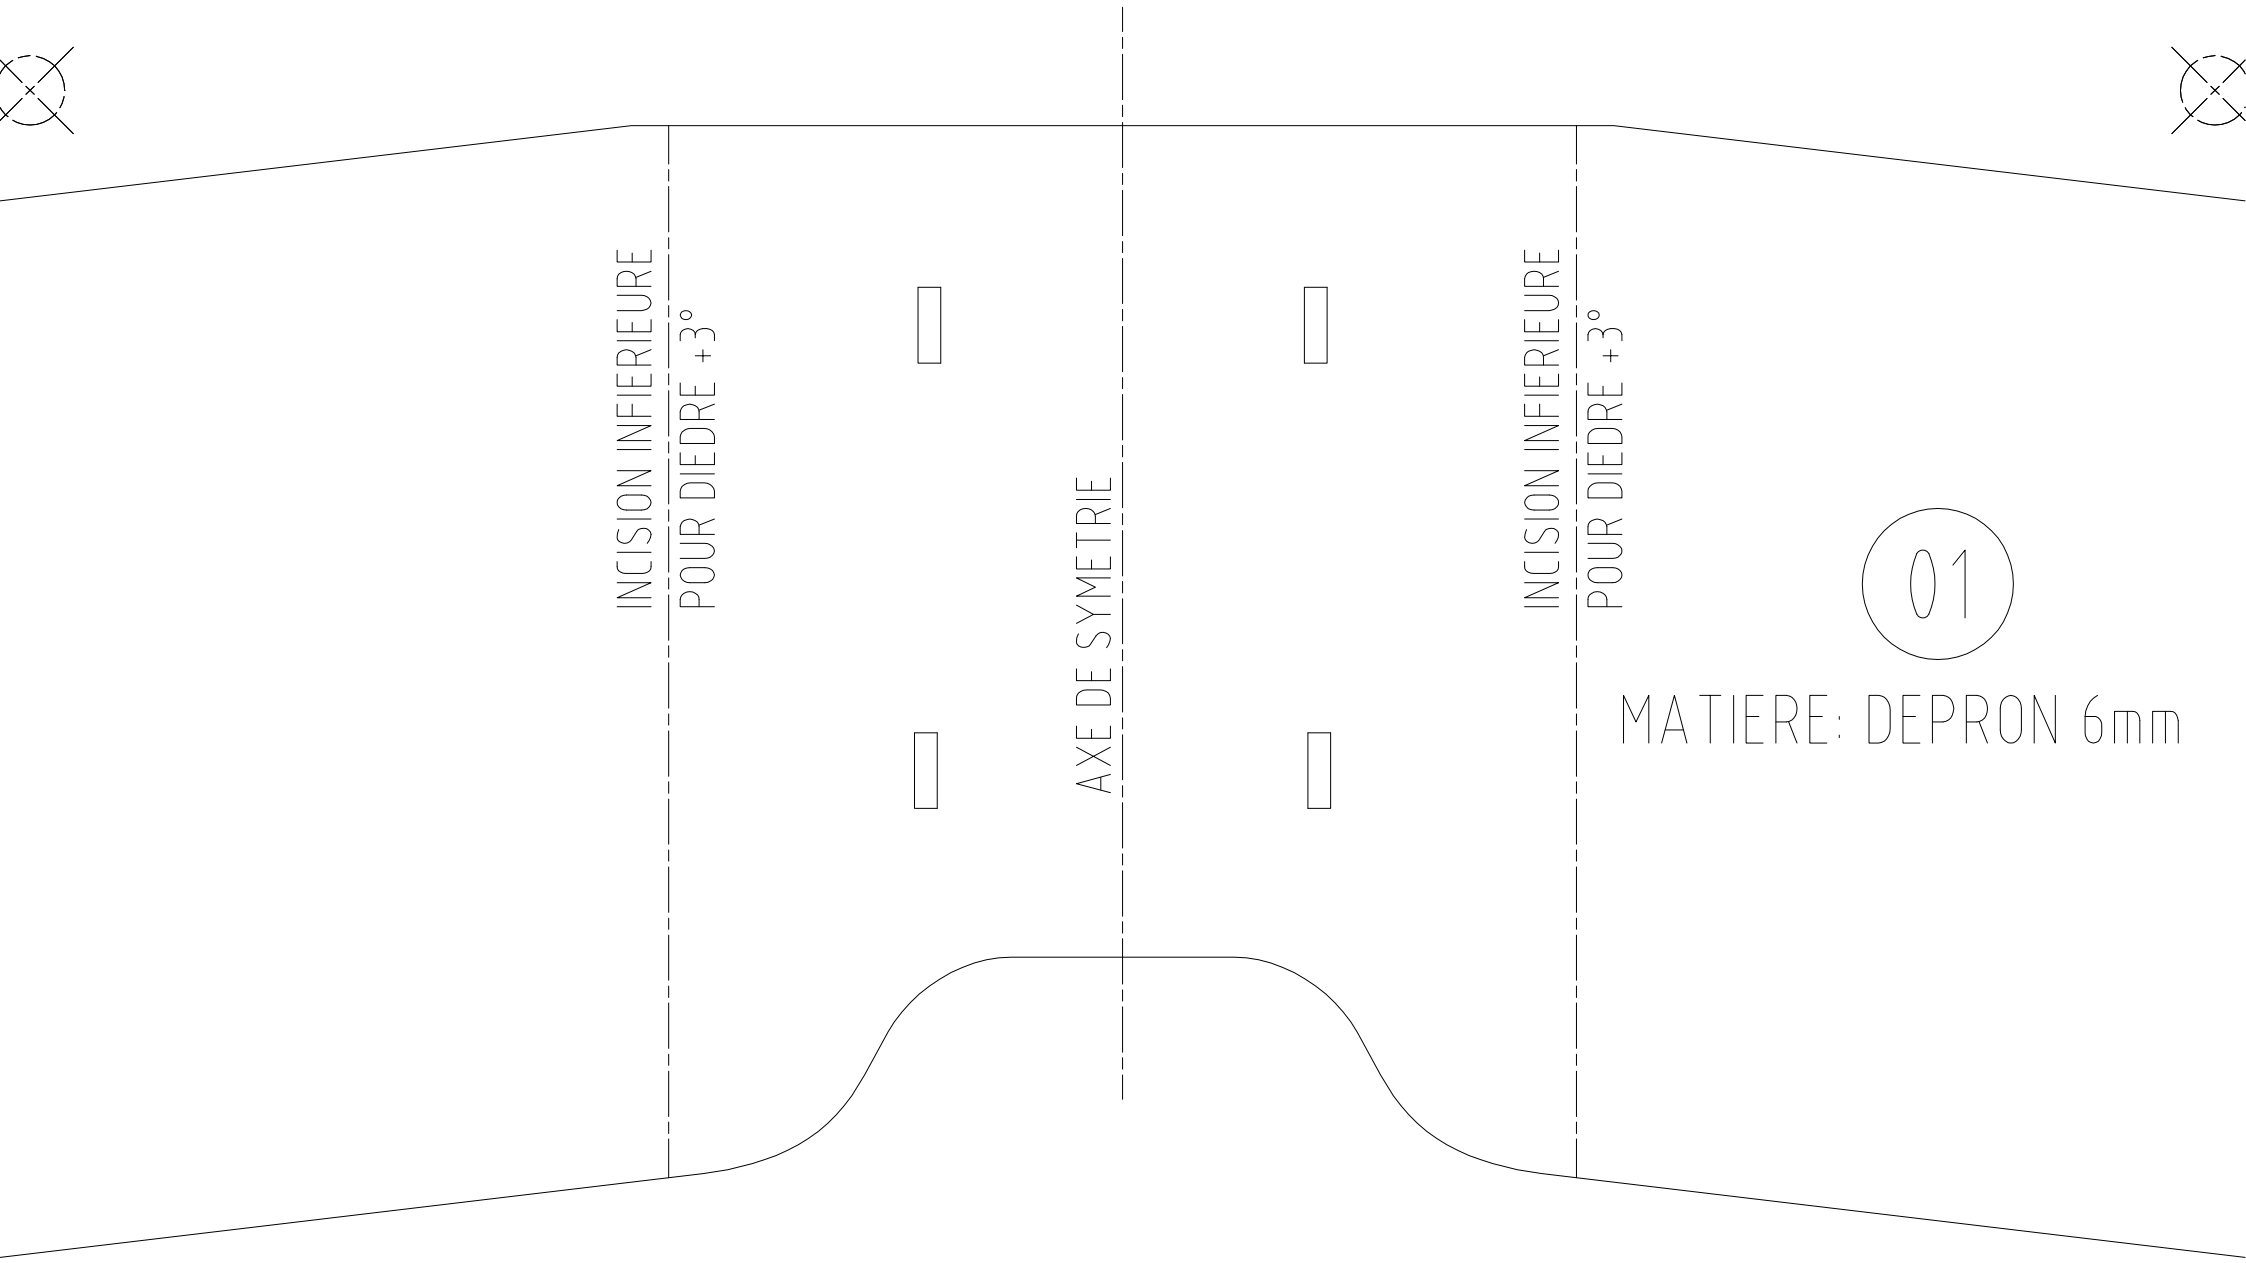 INCISION INFIERIEURE
POUR DIEDRE +3°
AXE DE SYMETRIE
INCISION INFIERIEURE
POUR DIEDRE +3°
01
MATIERE: DEPRON 6mm